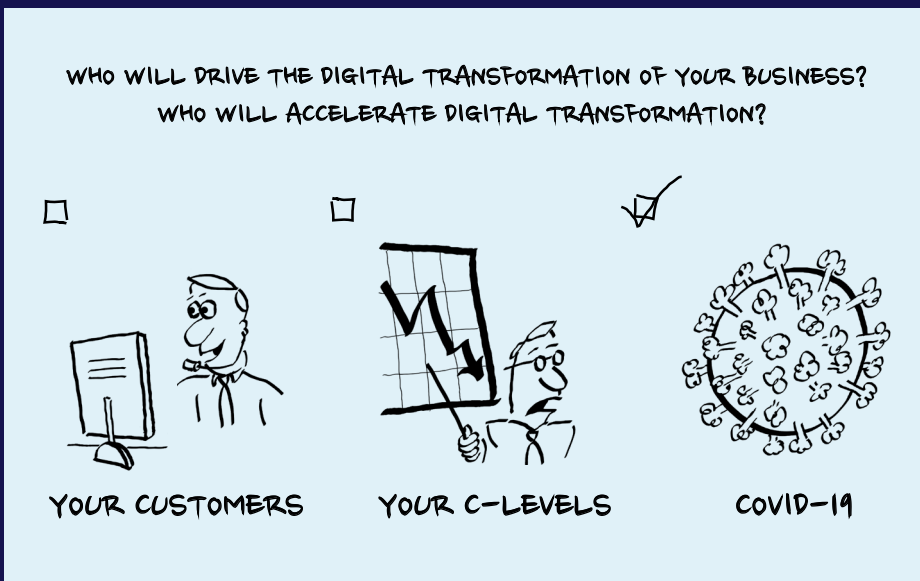 WHO WILL DRIVE THE DIGITAL TRANSFORMATION OF YOUR BUSINESS?
WHO WILL ACCELERATE DIGITAL TRANSFORMATION?
YOUR CUSTOMERS
YOUR C-LEVELS
COVID-19